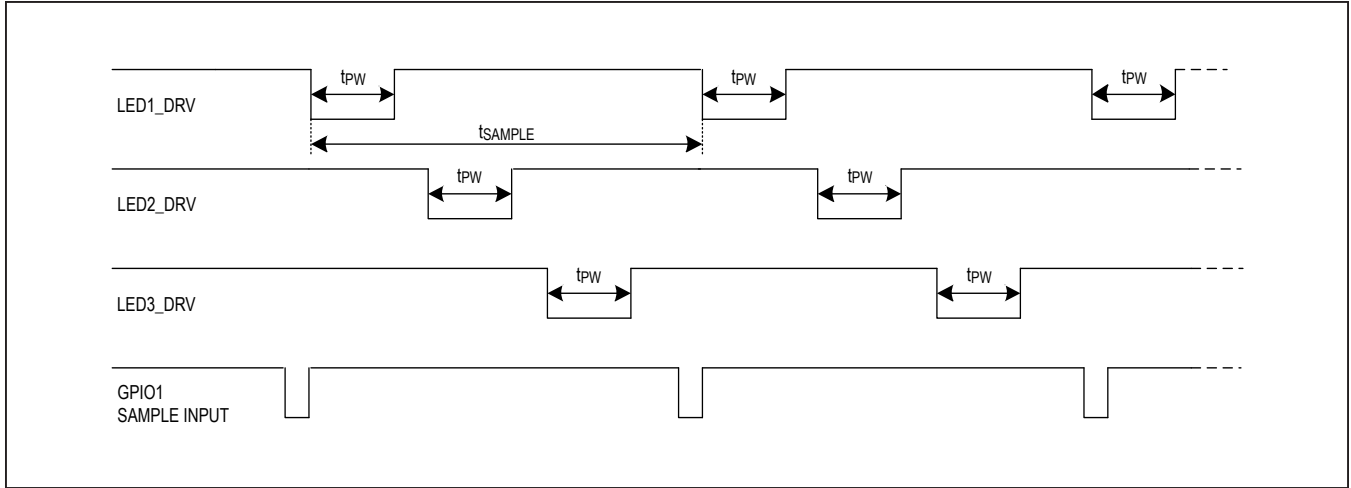 tPW
tPW
tPW
LED1_DRV
tSAMPLE
tPW
tPW
LED2_DRV
tPW
tPW
LED3_DRV
GPIO1
SAMPLE INPUT